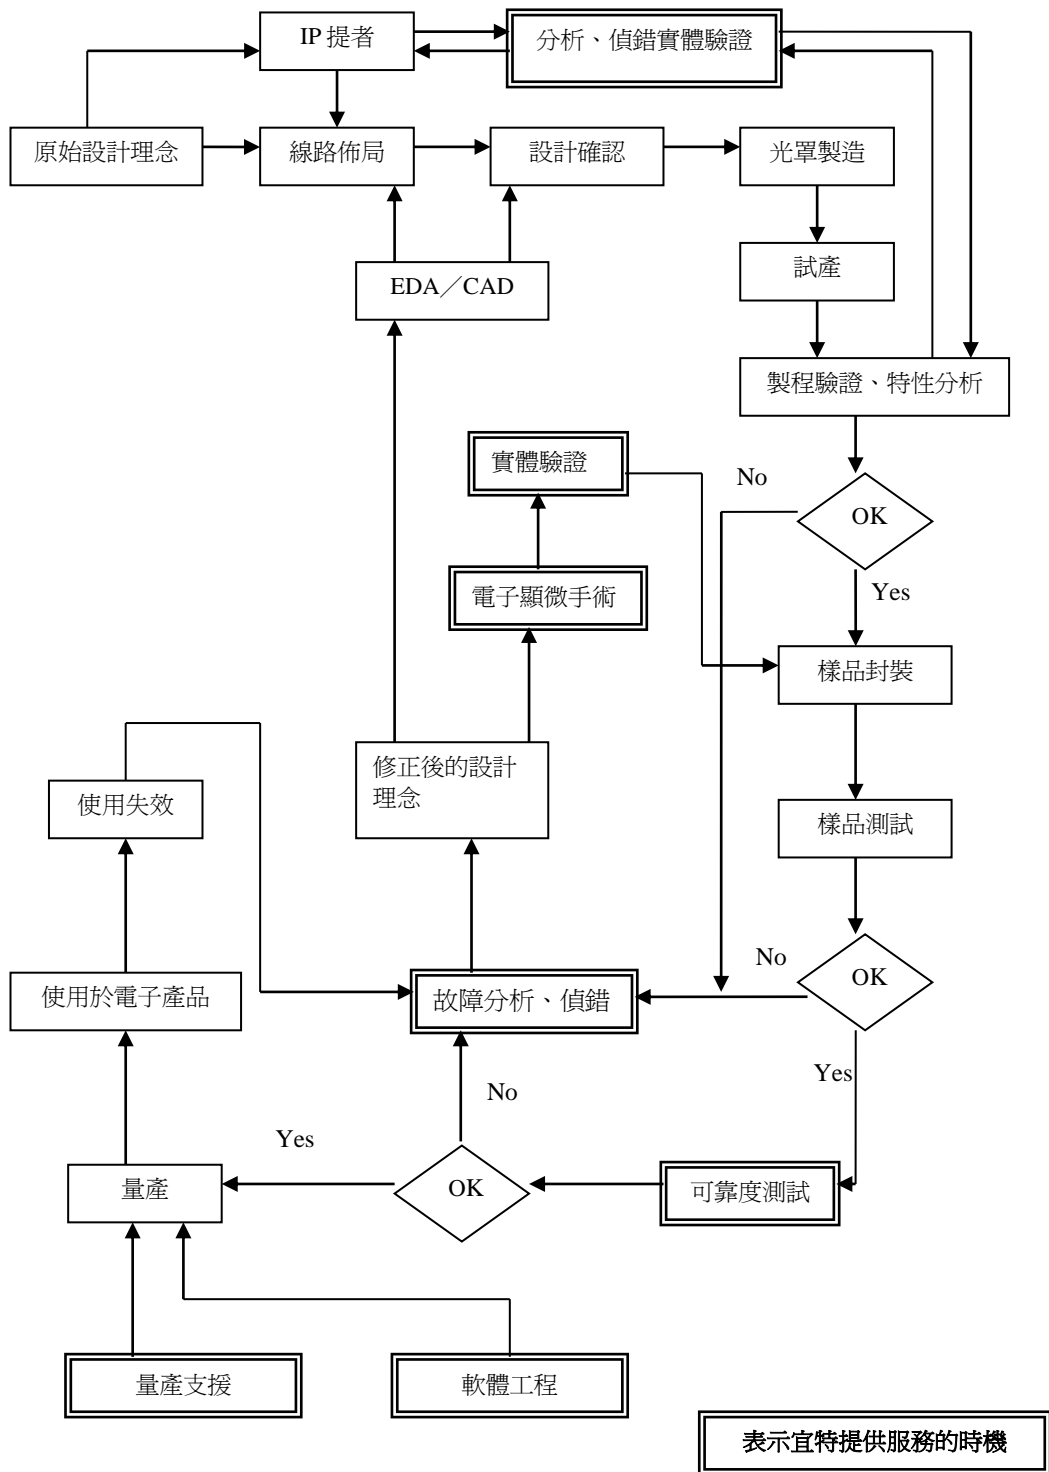 IP 提者
分析、偵錯實體驗證
原始設計理念
線路佈局
設計確認
光罩製造
試產
EDA／CAD
製程驗證、特性分析
實體驗證
No
OK
電子顯微手術
Yes
樣品封裝
修正後的設計
理念
使用失效
樣品測試
No
OK
使用於電子產品
故障分析、偵錯
Yes
No
Yes
量產
OK
可靠度測試
量產支援
軟體工程
表示宜特提供服務的時機